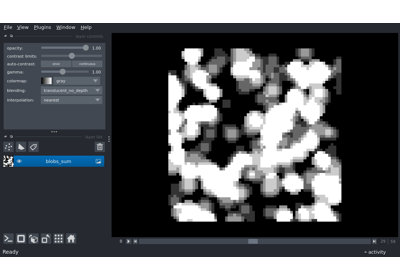 File View Plugins Window Help
opacity: 1.00
contrast limits:
auto-contrast: once continuous
gamma: 1.00
colormap: gray
blending: translucent_no_depth
interpolation: nearest
blobs_sum
Ready
activity